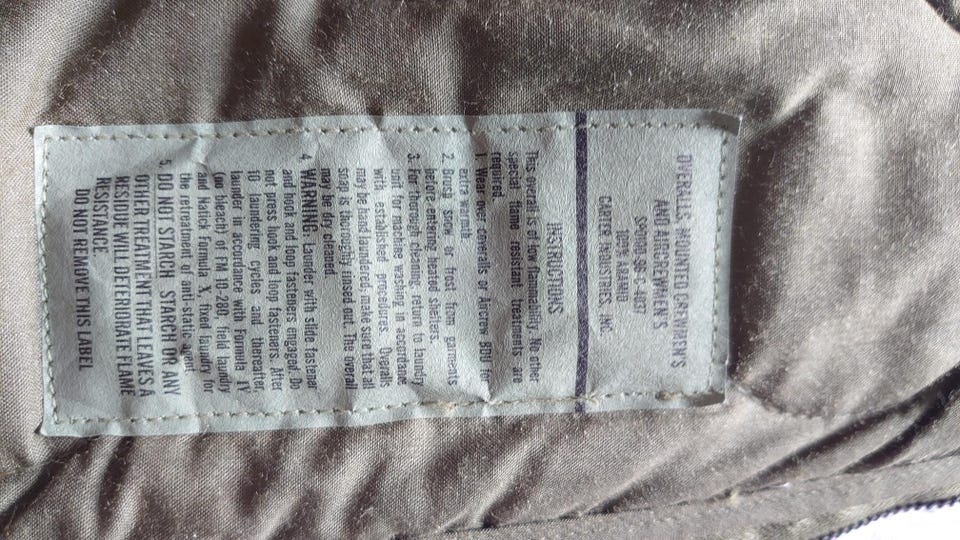 OVERALLS, MOUNTED CREWMEN'S
AND AIRCREWMEN'S
SPO100-96-C-4037
100% ARAMID
CARTER INDUSTRIES, INC.
INSTRUCTIONS
This overall is of low flammability. No other
special flame resistant treatments are
required.
1. Wear over coveralls or Aircrew BDU for
extra warmth.
2. Brush snow or frost from garments
before entering heated shelters.
3. For thorough cleaning, return to laundry
unit for machine washing in accordance
with established procedures. Overalls
may be hand laundered, make sure that all
soap is thoroughly rinsed out. The overall
may be dry cleaned.
4. WARNING: Launder with slide fastener
and hook and loop fasteners engaged. Do
not press hook and loop fasteners. After
10 laundering cycles and thereafter,
launder in accordance with Formula IV
(no bleach) of FM 10-280, field laundry
and Natick Formula X, fixed laundry for
the retreatment of anti-static agent.
5. DO NOT STARCH. STARCH OR ANY
OTHER TREATMENT THAT LEAVES A
RESIDUE WILL DETERIORATE FLAME
RESISTANCE.
DO NOT REMOVE THIS LABEL